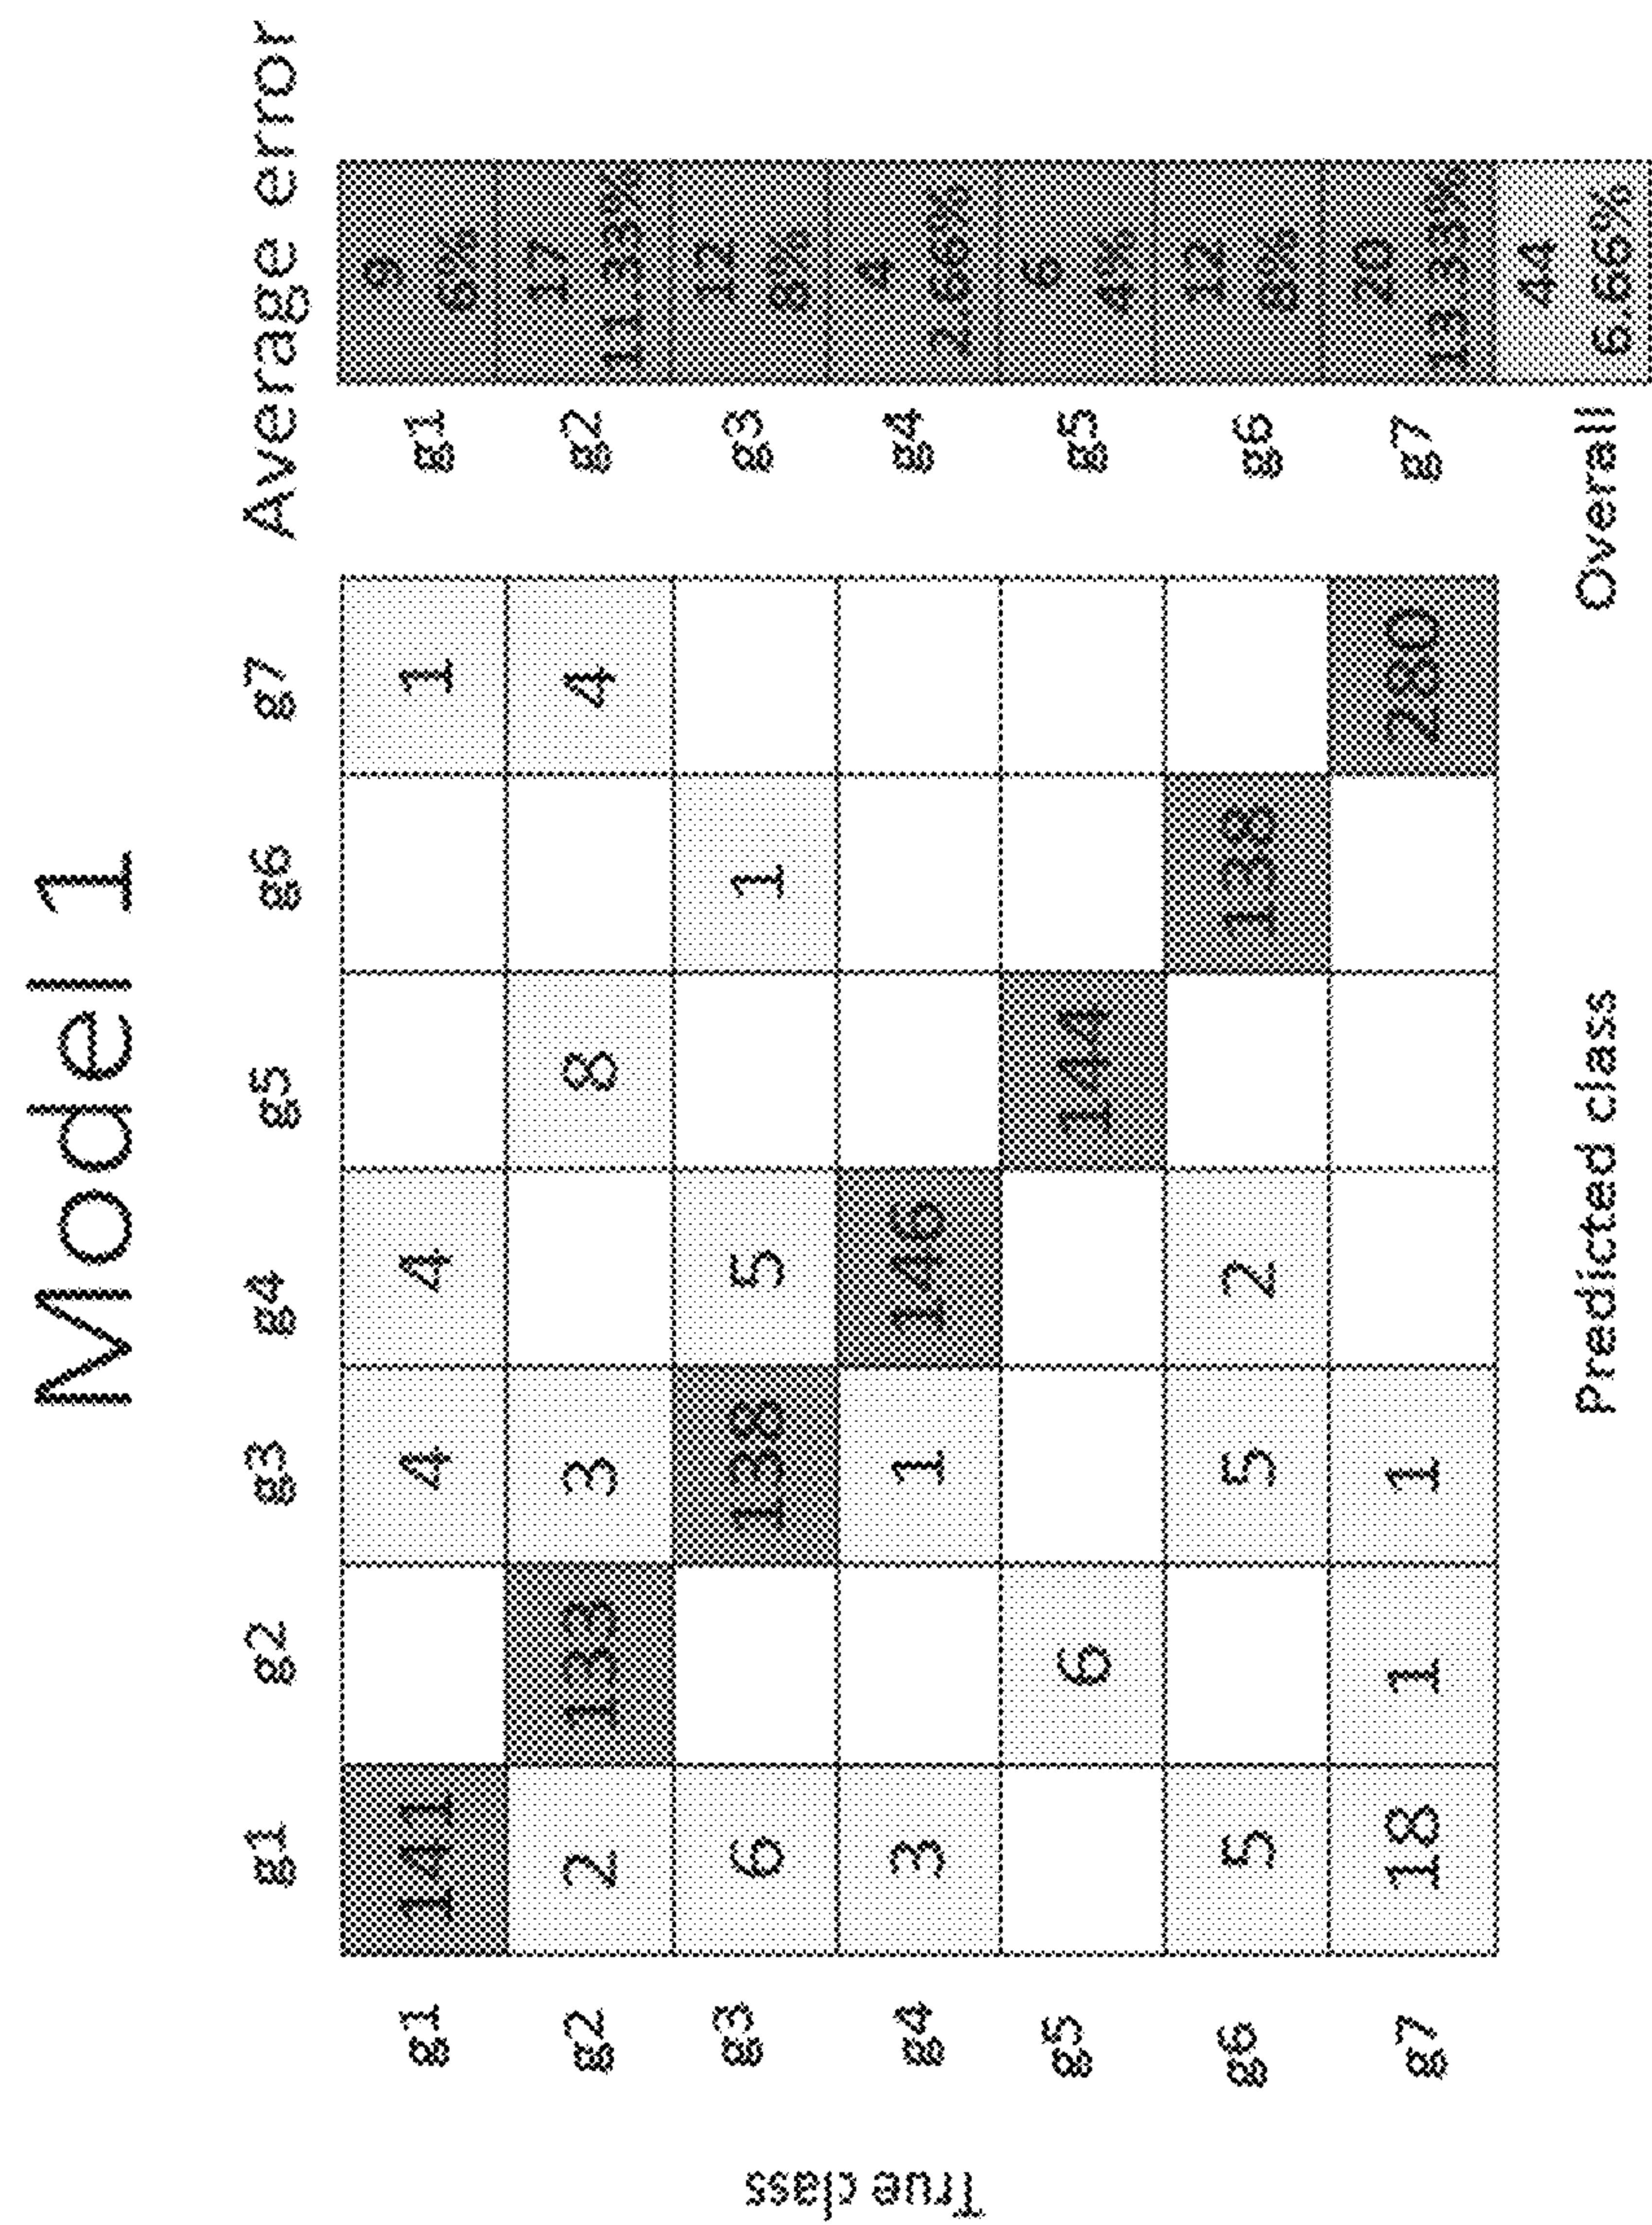 Model 1
g1 g2 g3 g4 g5 g6 g7 Average error
g1 141 4 4 1 g1 9
6%
g2 2 133 3 8 4 g2 17
11.33%
g3 6 138 5 1 g3 12
8%
g4 3 1 146 g4 4
2.66%
g5 6 144 g5 6
4%
g6 5 5 2 138 g6 12
8%
g7 18 1 1 280 g7 20
13.33%
True class
Predicted class Overall 44
6.66%